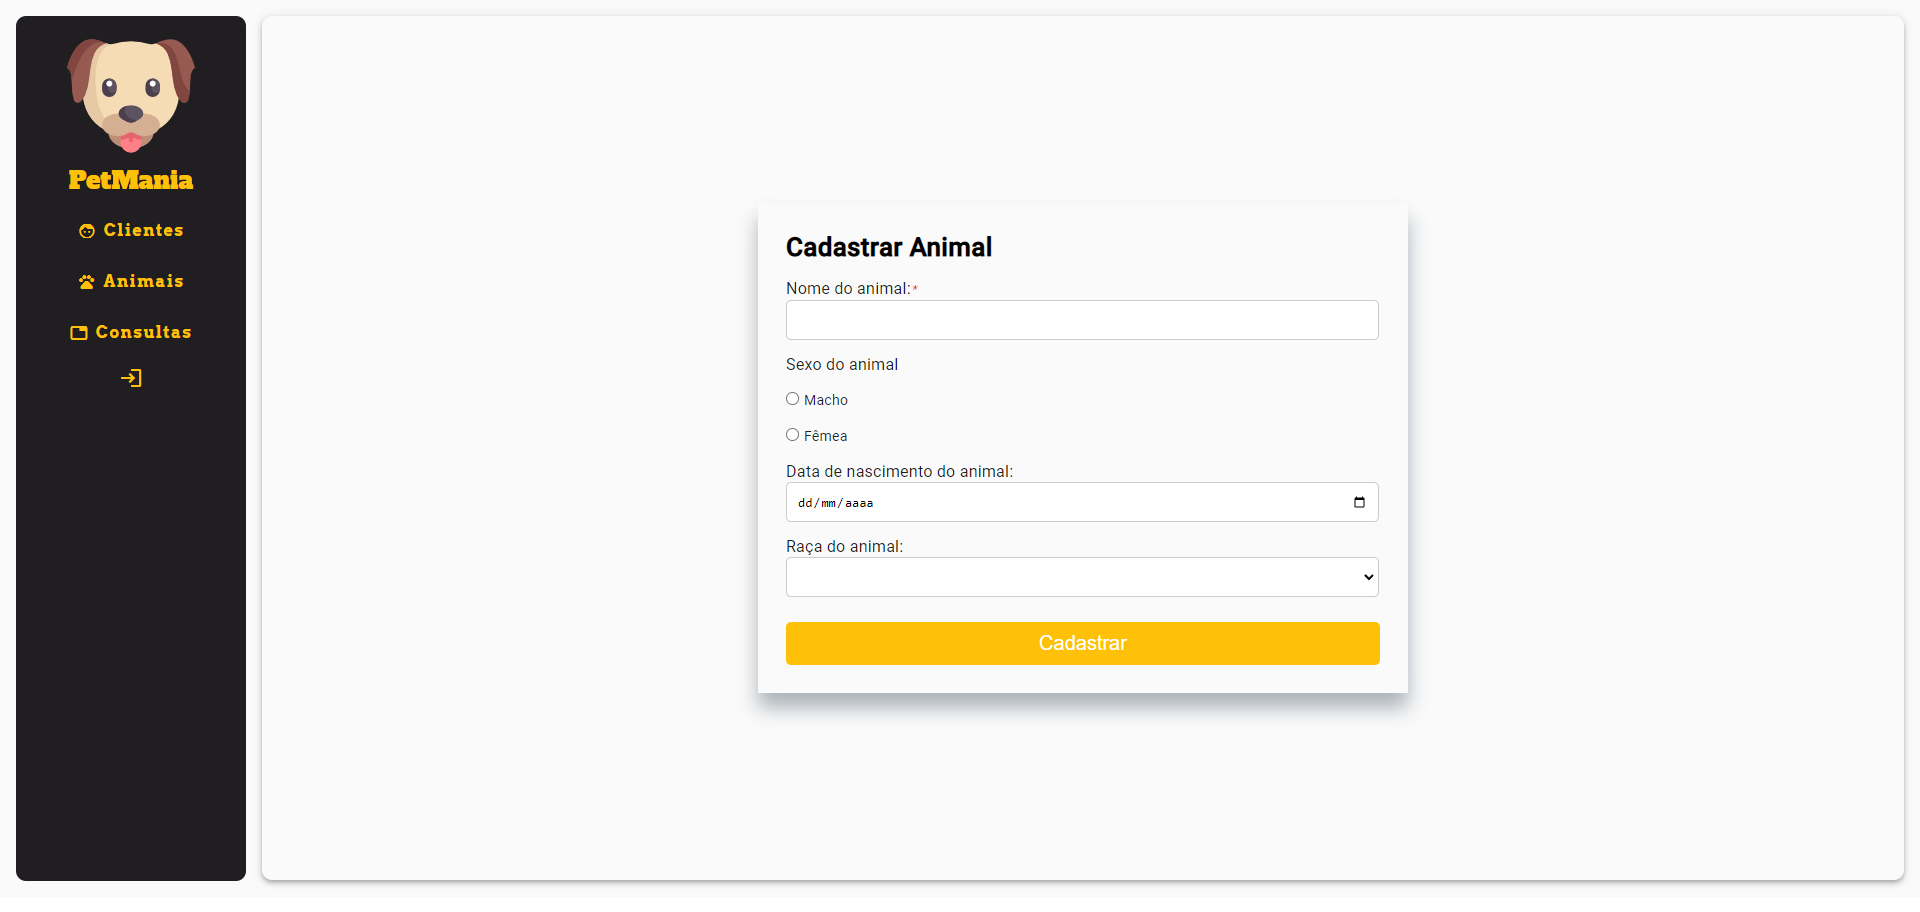 PetMania
Clientes
Animais
Consultas
Cadastrar Animal
Nome do animal:*
Sexo do animal
Macho
Fêmea
Data de nascimento do animal:
dd/mm/aaaa
Raça do animal:
Cadastrar